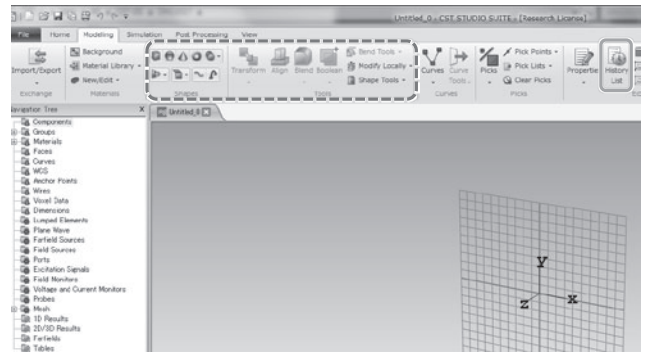 Untitled_0 - CST STUDIO SUITE - [Research License]
File Home Modeling Simulation Post Processing View
Import/Export
Background
Material Library
New/Edit
Exchange
Materials
Shapes
Transform Align Blend Boolean
Bend Tools
Modify Locally
Shape Tools
Tools
Curves Curve Tools
Curves
Picks
Pick Points
Pick Lists
Clear Picks
Picks
Propertie
History List
Navigation Tree X
Untitled_0
Components
Groups
Materials
Faces
Curves
WCS
Anchor Points
Wires
Voxel Data
Dimensions
Lumped Elements
Plane Wave
Farfield Sources
Field Sources
Ports
Excitation Signals
Field Monitors
Voltage and Current Monitors
Probes
Mesh
1D Results
2D/3D Results
Farfields
Tables
y
z
x